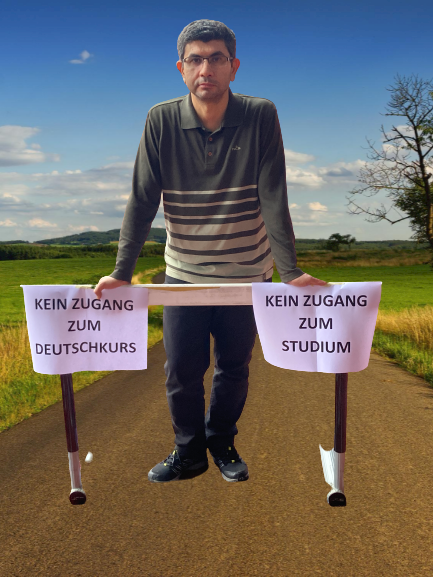 KEIN ZUGANG
ZUM
DEUTSCHKURS
KEIN ZUGANG
ZUM
STUDIUM